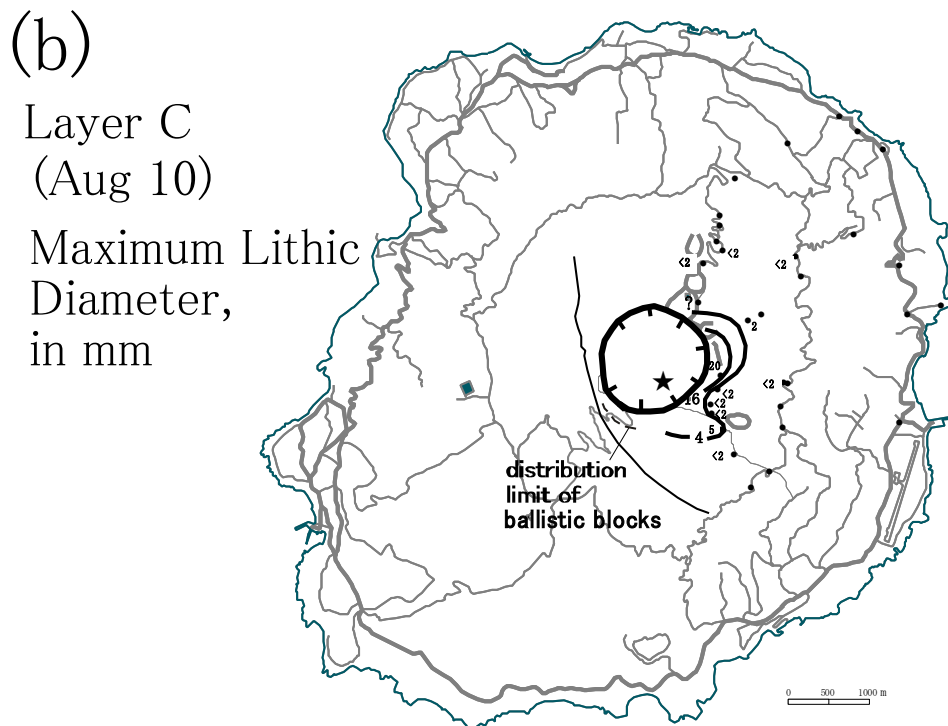 (b)
Layer C
(Aug 10)
Maximum Lithic
Diameter,
in mm
<2
<2
<2
?
2
20
<2
<2
16
<2
<2
5
4
<2
distribution
limit of
ballistic blocks
0 500 1000 m